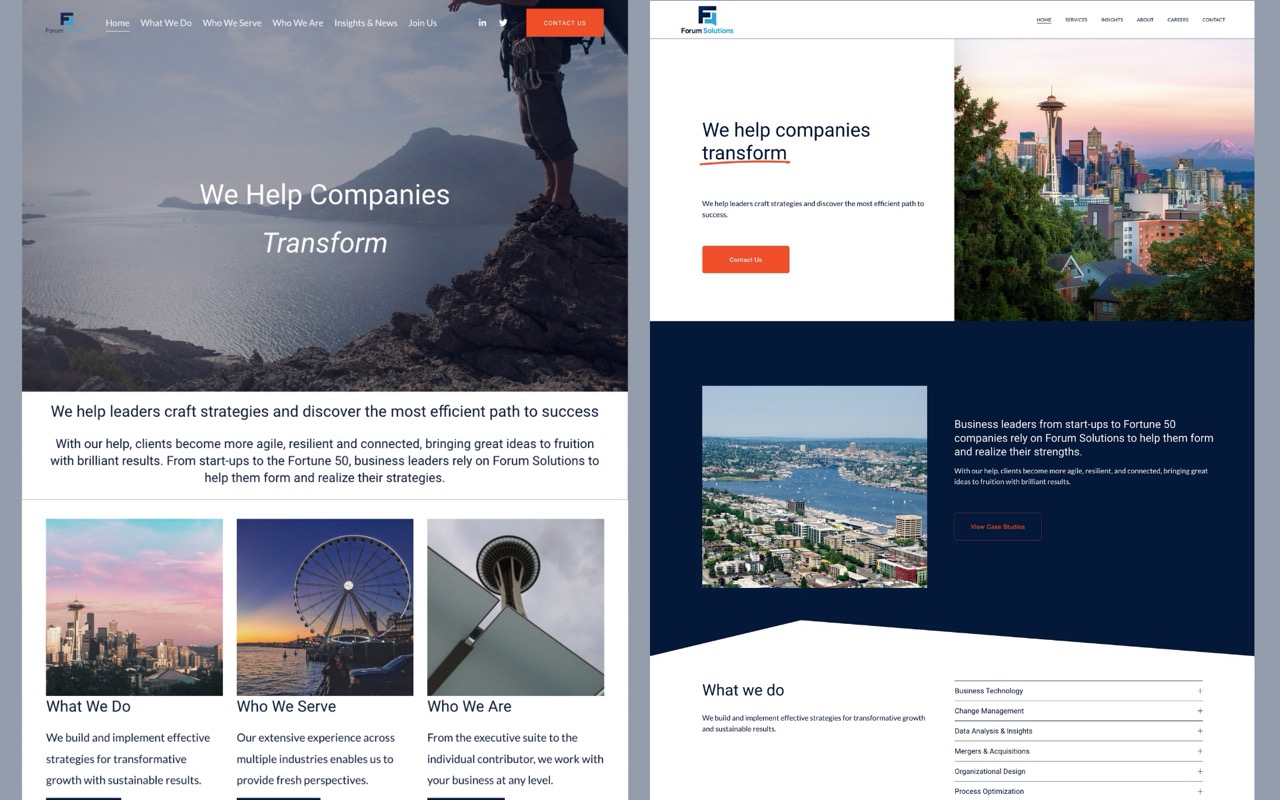 Forum
Home What We Do Who We Serve Who We Are Insights & News Join Us
CONTACT US
We Help Companies
Transform
We help leaders craft strategies and discover the most efficient path to success
With our help, clients become more agile, resilient and connected, bringing great ideas to fruition
with brilliant results. From start-ups to the Fortune 50, business leaders rely on Forum Solutions to
help them form and realize their strategies.
What We Do
We build and implement effective
strategies for transformative
growth with sustainable results.
Who We Serve
Our extensive experience across
multiple industries enables us to
provide fresh perspectives.
Who We Are
From the executive suite to the
individual contributor, we work with
your business at any level.
Forum Solutions
HOME SERVICES INSIGHTS ABOUT CAREERS CONTACT
We help companies
transform
We help leaders craft strategies and discover the most efficient path to
success.
Contact Us
Business leaders from start-ups to Fortune 50
companies rely on Forum Solutions to help them form
and realize their strengths.
With our help, clients become more agile, resilient, and connected, bringing great
ideas to fruition with brilliant results.
View Case Studies
What we do
We build and implement effective strategies for transformative growth
and sustainable results.
Business Technology +
Change Management +
Data Analysis & Insights +
Mergers & Acquisitions +
Organizational Design +
Process Optimization +